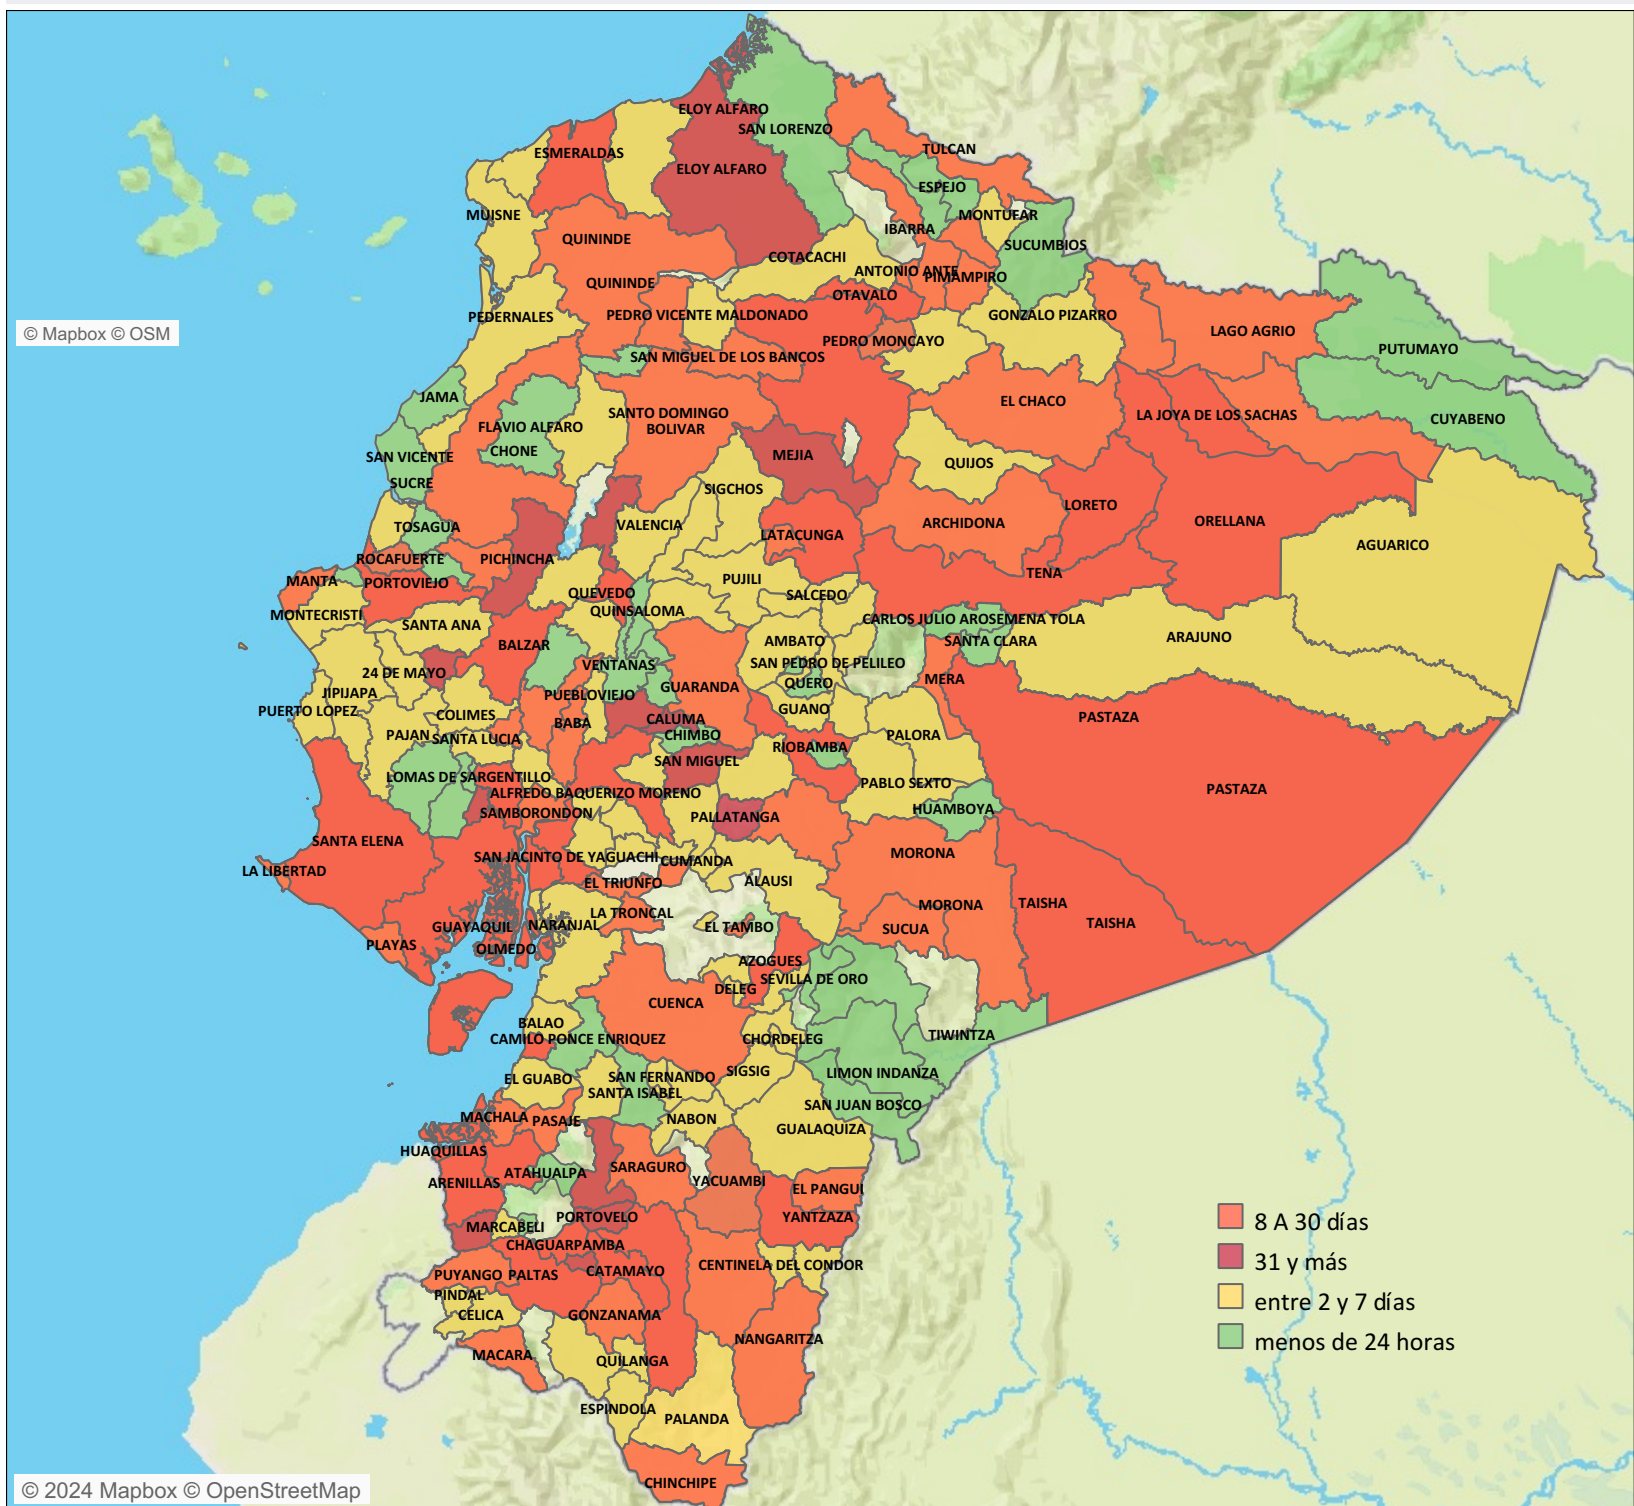 ELOY ALFARO
SAN LORENZO
TULCAN
ESMERALDAS
ELOY ALFARO
ESPEJO
MUISNE
MONTUFAR
IBARRA
QUININDE
SUCUMBIOS
COTACACHI
ANTONIO ANTE
PIMAMPIRO
QUININDE
OTAVALO
PEDERNALES
PEDRO VICENTE MALDONADO
GONZALO PIZARRO
© Mapbox © OSM
LAGO AGRIO
PEDRO MONCAYO
PUTUMAYO
SAN MIGUEL DE LOS BANCOS
JAMA
EL CHACO
SANTO DOMINGO
LA JOYA DE LOS SACHAS
CUYABENO
FLAVIO ALFARO
BOLIVAR
CHONE
SAN VICENTE
MEJIA
QUIJOS
SUCRE
SIGCHOS
LORETO
TOSAGUA
VALENCIA
ARCHIDONA
ORELLANA
LATACUNGA
AGUARICO
ROCAFUERTE
PICHINCHA
TENA
MANTA
PORTOVIEJO
PUJILI
QUEVEDO
SALCEDO
MONTECRISTI
QUINSALOMA
CARLOS JULIO AROSEMENA TOLA
SANTA ANA
ARAJUNO
BALZAR
AMBATO
SANTA CLARA
24 DE MAYO
VENTANAS
SAN PEDRO DE PELILEO
MERA
JIPIJAPA
PUEBLOVIEJO
GUARANDA
QUERO
PUERTO LOPEZ
COLIMES
BABA
CALUMA
GUANO
PASTAZA
PAJAN
SANTA LUCIA
CHIMBO
PALORA
RIOBAMBA
SAN MIGUEL
LOMAS DE SARGENTILLO
PABLO SEXTO
PASTAZA
ALFREDO BAQUERIZO MORENO
HUAMBOYA
SAMBORONDON
PALLATANGA
SANTA ELENA
MORONA
SAN JACINTO DE YAGUACHI
CUMANDA
LA LIBERTAD
EL TRIUNFO
ALAUSI
MORONA
TAISHA
LA TRONCAL
TAISHA
GUAYAQUIL
NARANJAL
EL TAMBO
SUCUA
PLAYAS
OLMEDO
AZOGUES
SEVILLA DE ORO
DELEG
CUENCA
BALAO
CAMILO PONCE ENRIQUEZ
CHORDELEG
TIWINTZA
SIGSIG
LIMON INDANZA
EL GUABO
SAN FERNANDO
SANTA ISABEL
SAN JUAN BOSCO
MACHALA
PASAJE
NABON
GUALAQUIZA
HUAQUILLAS
SARAGURO
ATAHUALPA
ARENILLAS
YACUAMBI
EL PANGUI
PORTOVELO
YANTZAZA
MARCABELI
8 A 30 días
CHAGUARPAMBA
31 y más
PUYANGO
PALTAS
CATAMAYO
CENTINELA DEL CONDOR
PINDAL
entre 2 y 7 días
CELICA
GONZANAMA
NANGARITZA
menos de 24 horas
MACARA
QUILANGA
ESPINDOLA
PALANDA
CHINCHIPE
© 2024 Mapbox © OpenStreetMap